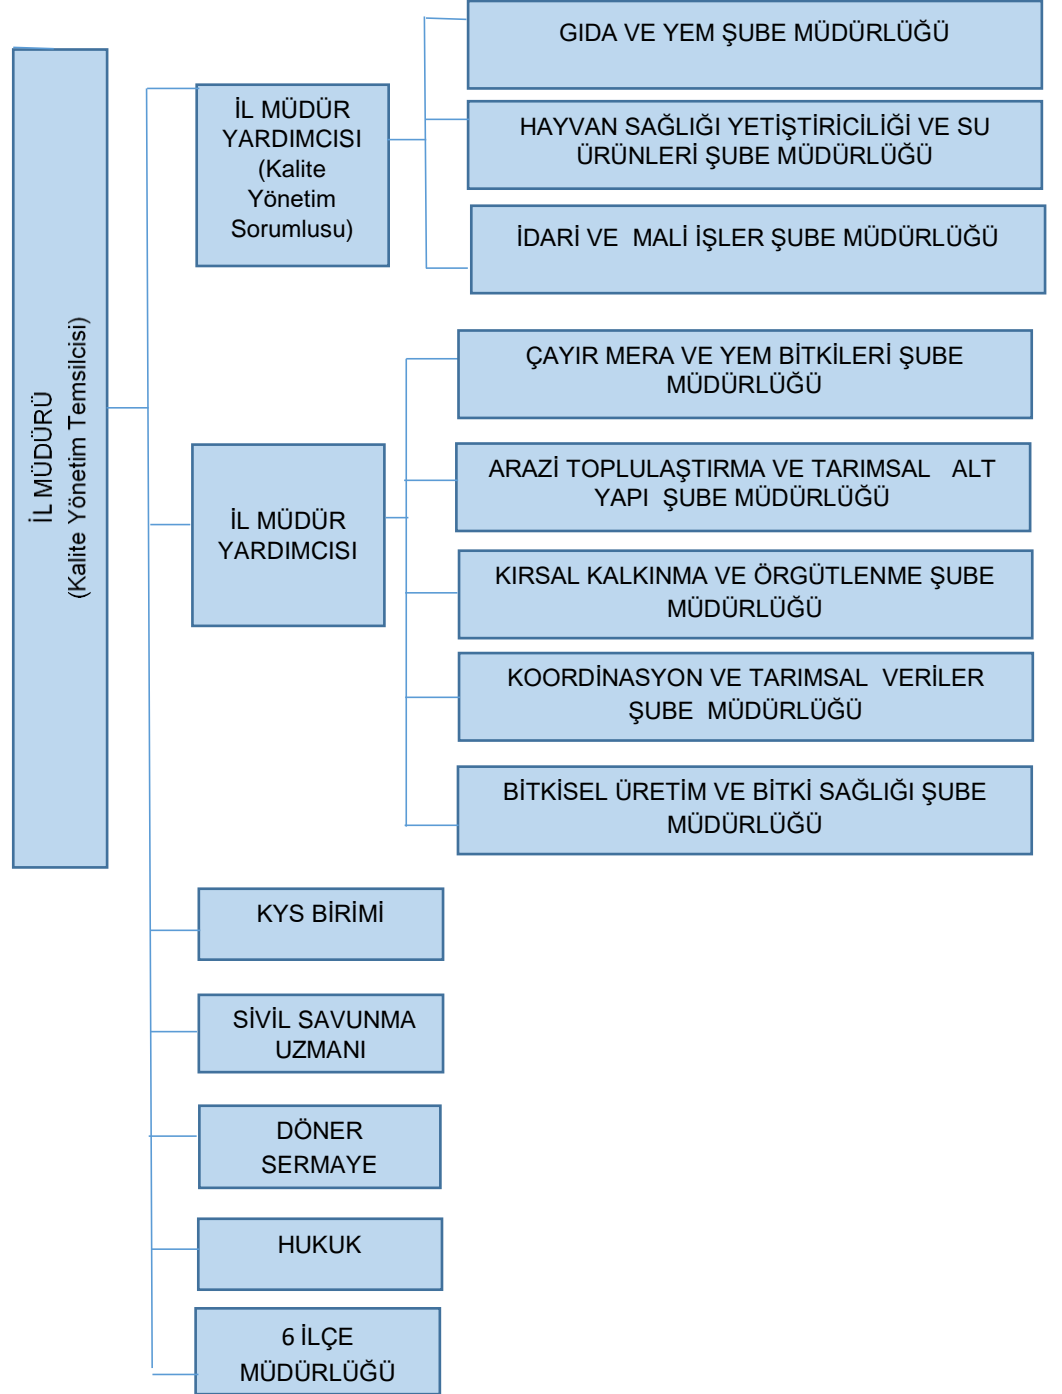 İL MÜDÜRÜ
(Kalite Yönetim Temsilcisi)
İL MÜDÜR
YARDIMCISI
(Kalite
Yönetim
Sorumlusu)
GIDA VE YEM ŞUBE MÜDÜRLÜĞÜ
HAYVAN SAĞLIĞI YETİŞTİRİCİLİĞİ VE SU
ÜRÜNLERİ ŞUBE MÜDÜRLÜĞÜ
İDARİ VE MALİ İŞLER ŞUBE MÜDÜRLÜĞÜ
İL MÜDÜR
YARDIMCISI
ÇAYIR MERA VE YEM BİTKİLERİ ŞUBE
MÜDÜRLÜĞÜ
ARAZİ TOPLULAŞTIRMA VE TARIMSAL ALT
YAPI ŞUBE MÜDÜRLÜĞÜ
KIRSAL KALKINMA VE ÖRGÜTLENME ŞUBE
MÜDÜRLÜĞÜ
KOORDİNASYON VE TARIMSAL VERİLER
ŞUBE MÜDÜRLÜĞÜ
BİTKİSEL ÜRETİM VE BİTKİ SAĞLIĞI ŞUBE
MÜDÜRLÜĞÜ
KYS BİRİMİ
SİVİL SAVUNMA
UZMANI
DÖNER
SERMAYE
HUKUK
6 İLÇE
MÜDÜRLÜĞÜ